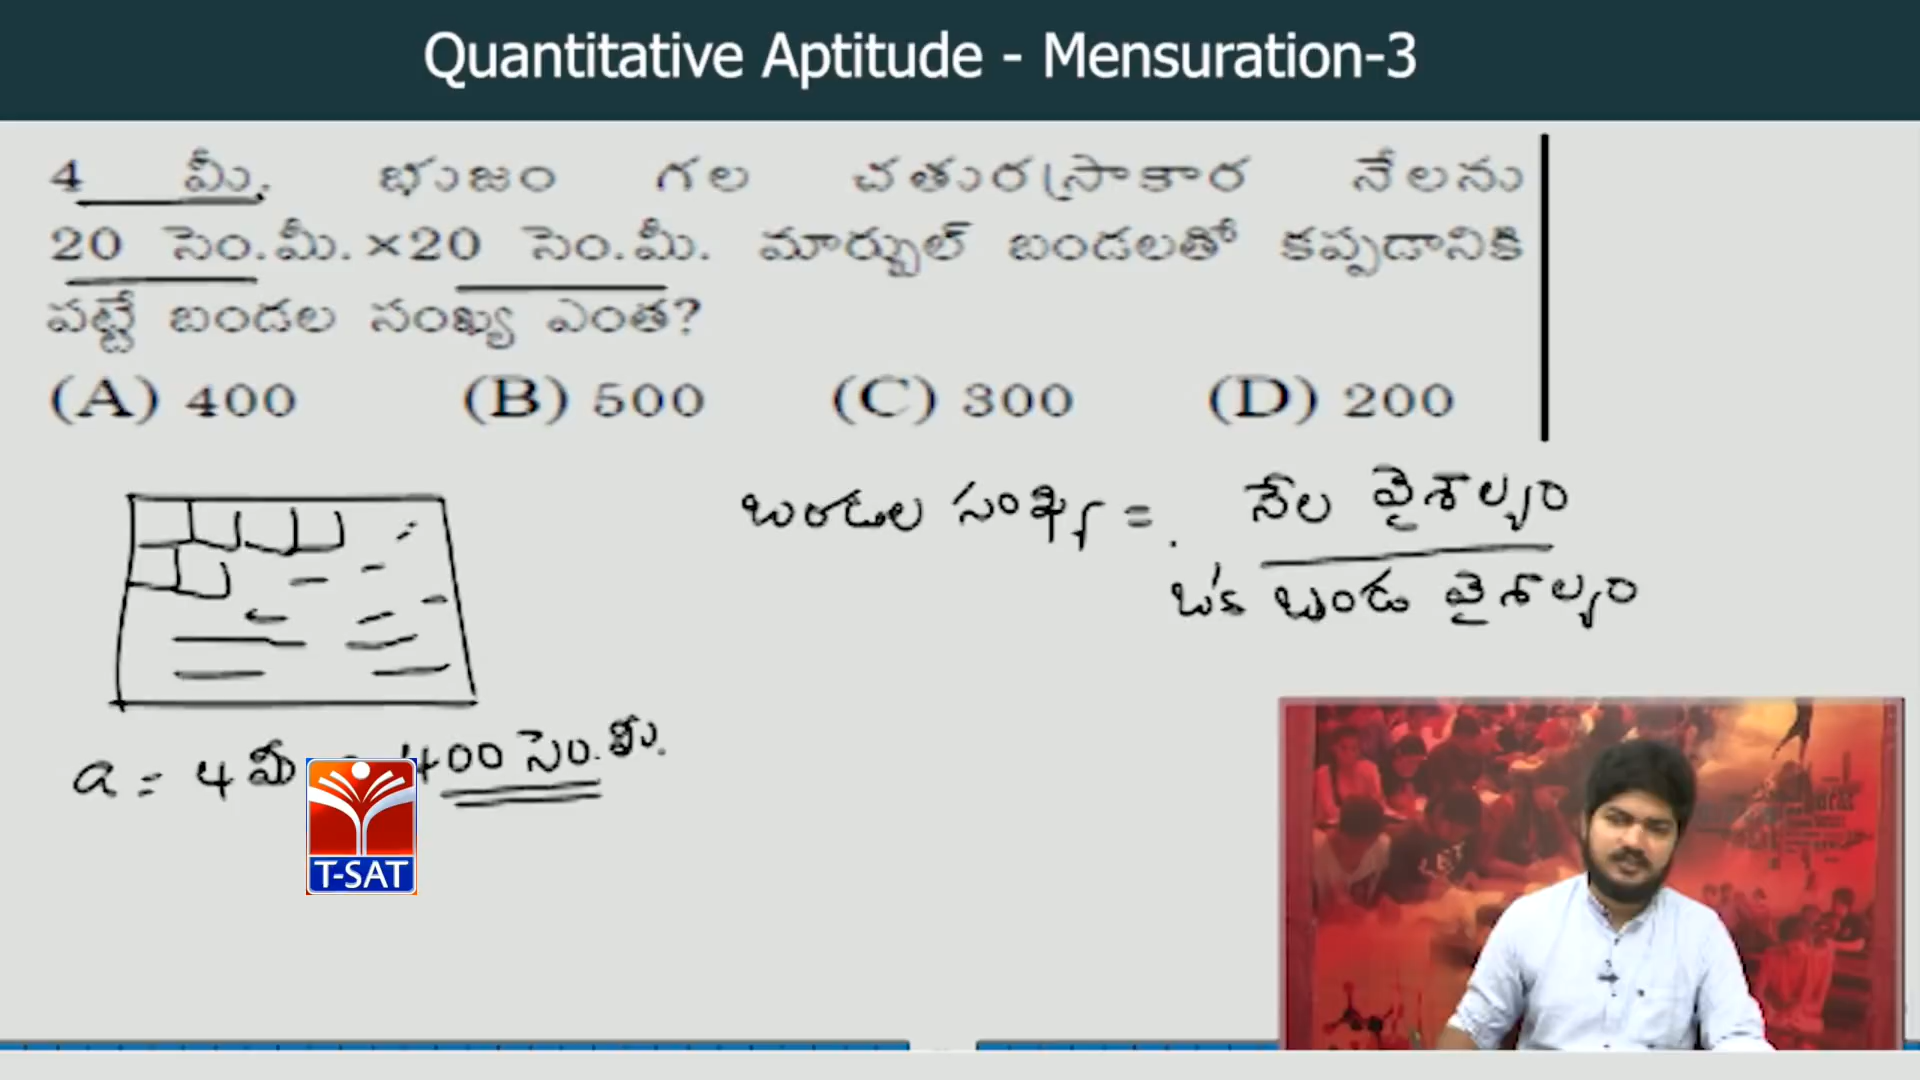 Quantitative Aptitude - Mensuration-3
4 మీ. భుజం గల చతురస్రాకార నేలను
20 సెం.మీ.×20 సెం.మీ. మార్బుల్ బండలతో కప్పడానికి
పట్టే బండల సంఖ్య ఎంత?
(A) 400 (B) 500 (C) 300 (D) 200
బండల సంఖ్య = నేల వైశాల్యం
ఒక బండ వైశాల్యం
a = 4 మీ = 400 సెం.మీ.
T-SAT